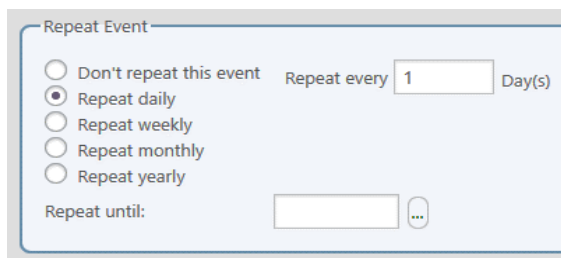 Repeat Event
Don't repeat this event Repeat every 1 Day(s)
Repeat daily
Repeat weekly
Repeat monthly
Repeat yearly
Repeat until: ...